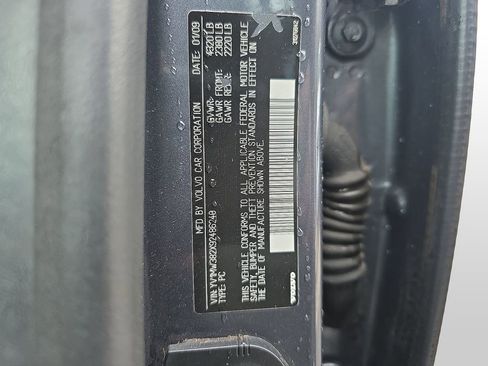 MFD BY VOLVO CAR CORPORATION DATE: 01/09
GVWR: 4320 LB
GAWR FRONT: 2380 LB
GAWR REAR: 2220 LB
THIS VEHICLE CONFORMS TO ALL APPLICABLE FEDERAL MOTOR VEHICLE
SAFETY, BUMPER AND THEFT PREVENTION STANDARDS IN EFFECT ON
THE DATE OF MANUFACTURE SHOWN ABOVE.
TYPE: PC
VOLVO